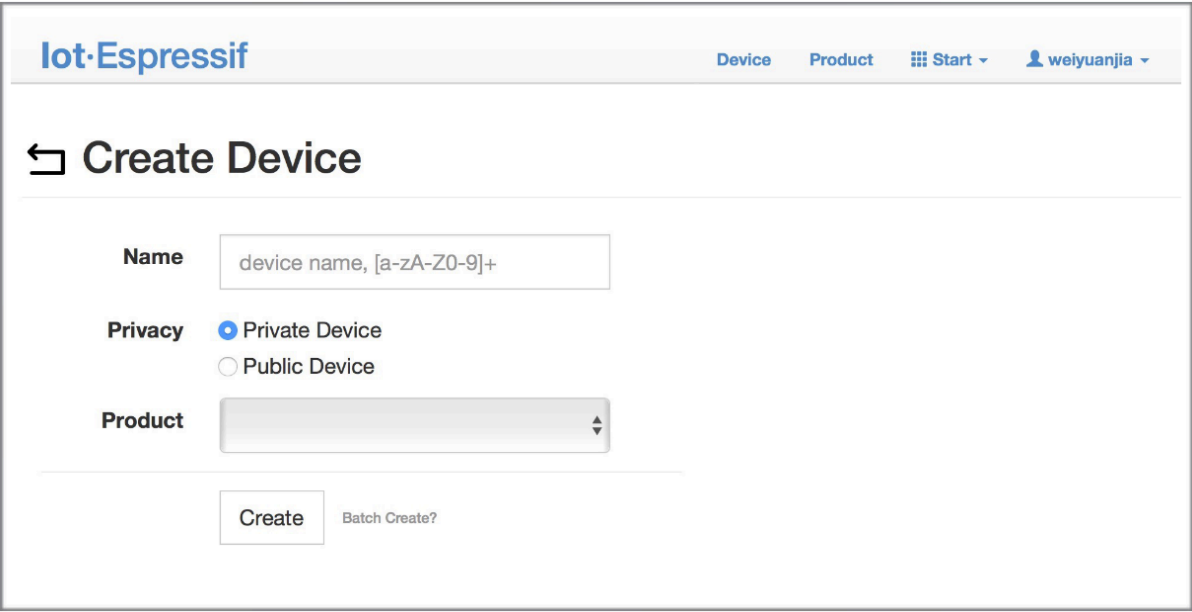 Iot·Espressif
Device Product Start weiyuanjia
Create Device
Name device name, [a-zA-Z0-9]+
Privacy Private Device
Public Device
Product
Create Batch Create?